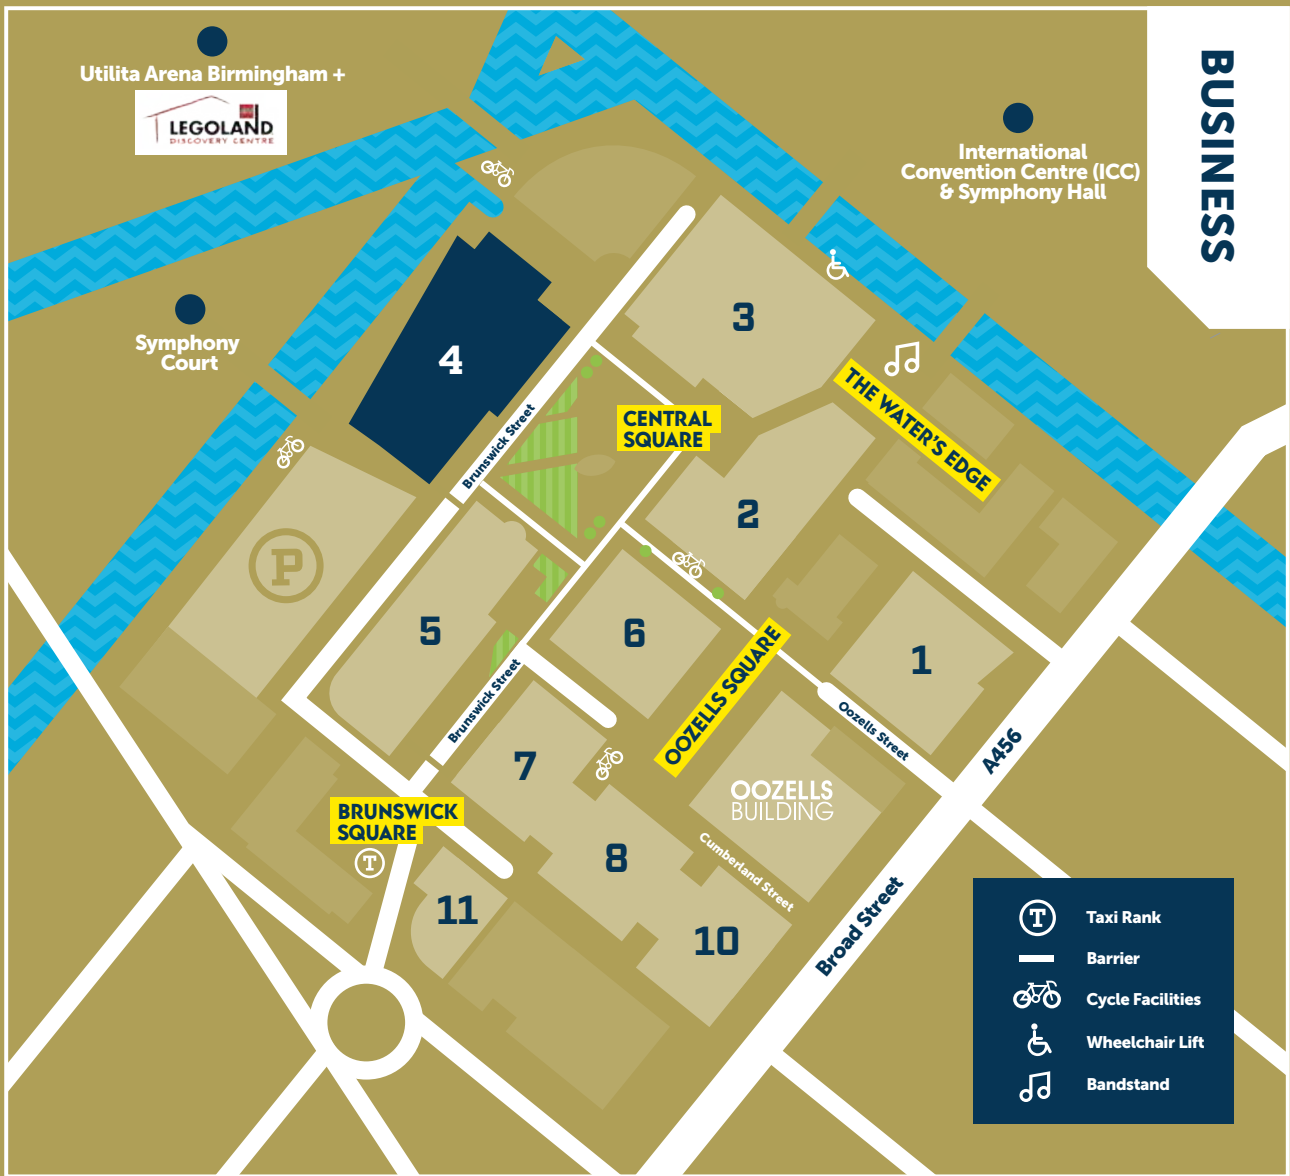 Utilita Arena Birmingham +
LEGOLAND
DISCOVERY CENTRE
BUSINESS
International
Convention Centre (ICC)
& Symphony Hall
Symphony
Court
3
4
THE WATER'S EDGE
CENTRAL
SQUARE
Brunswick Street
2
P
5
6
1
OOZELLS SQUARE
Brunswick Street
Oozells Street
A456
7
OOZELLS
BUILDING
BRUNSWICK
SQUARE
T
8
Cumberland Street
11
10
Broad Street
T Taxi Rank
Barrier
Cycle Facilities
Wheelchair Lift
Bandstand